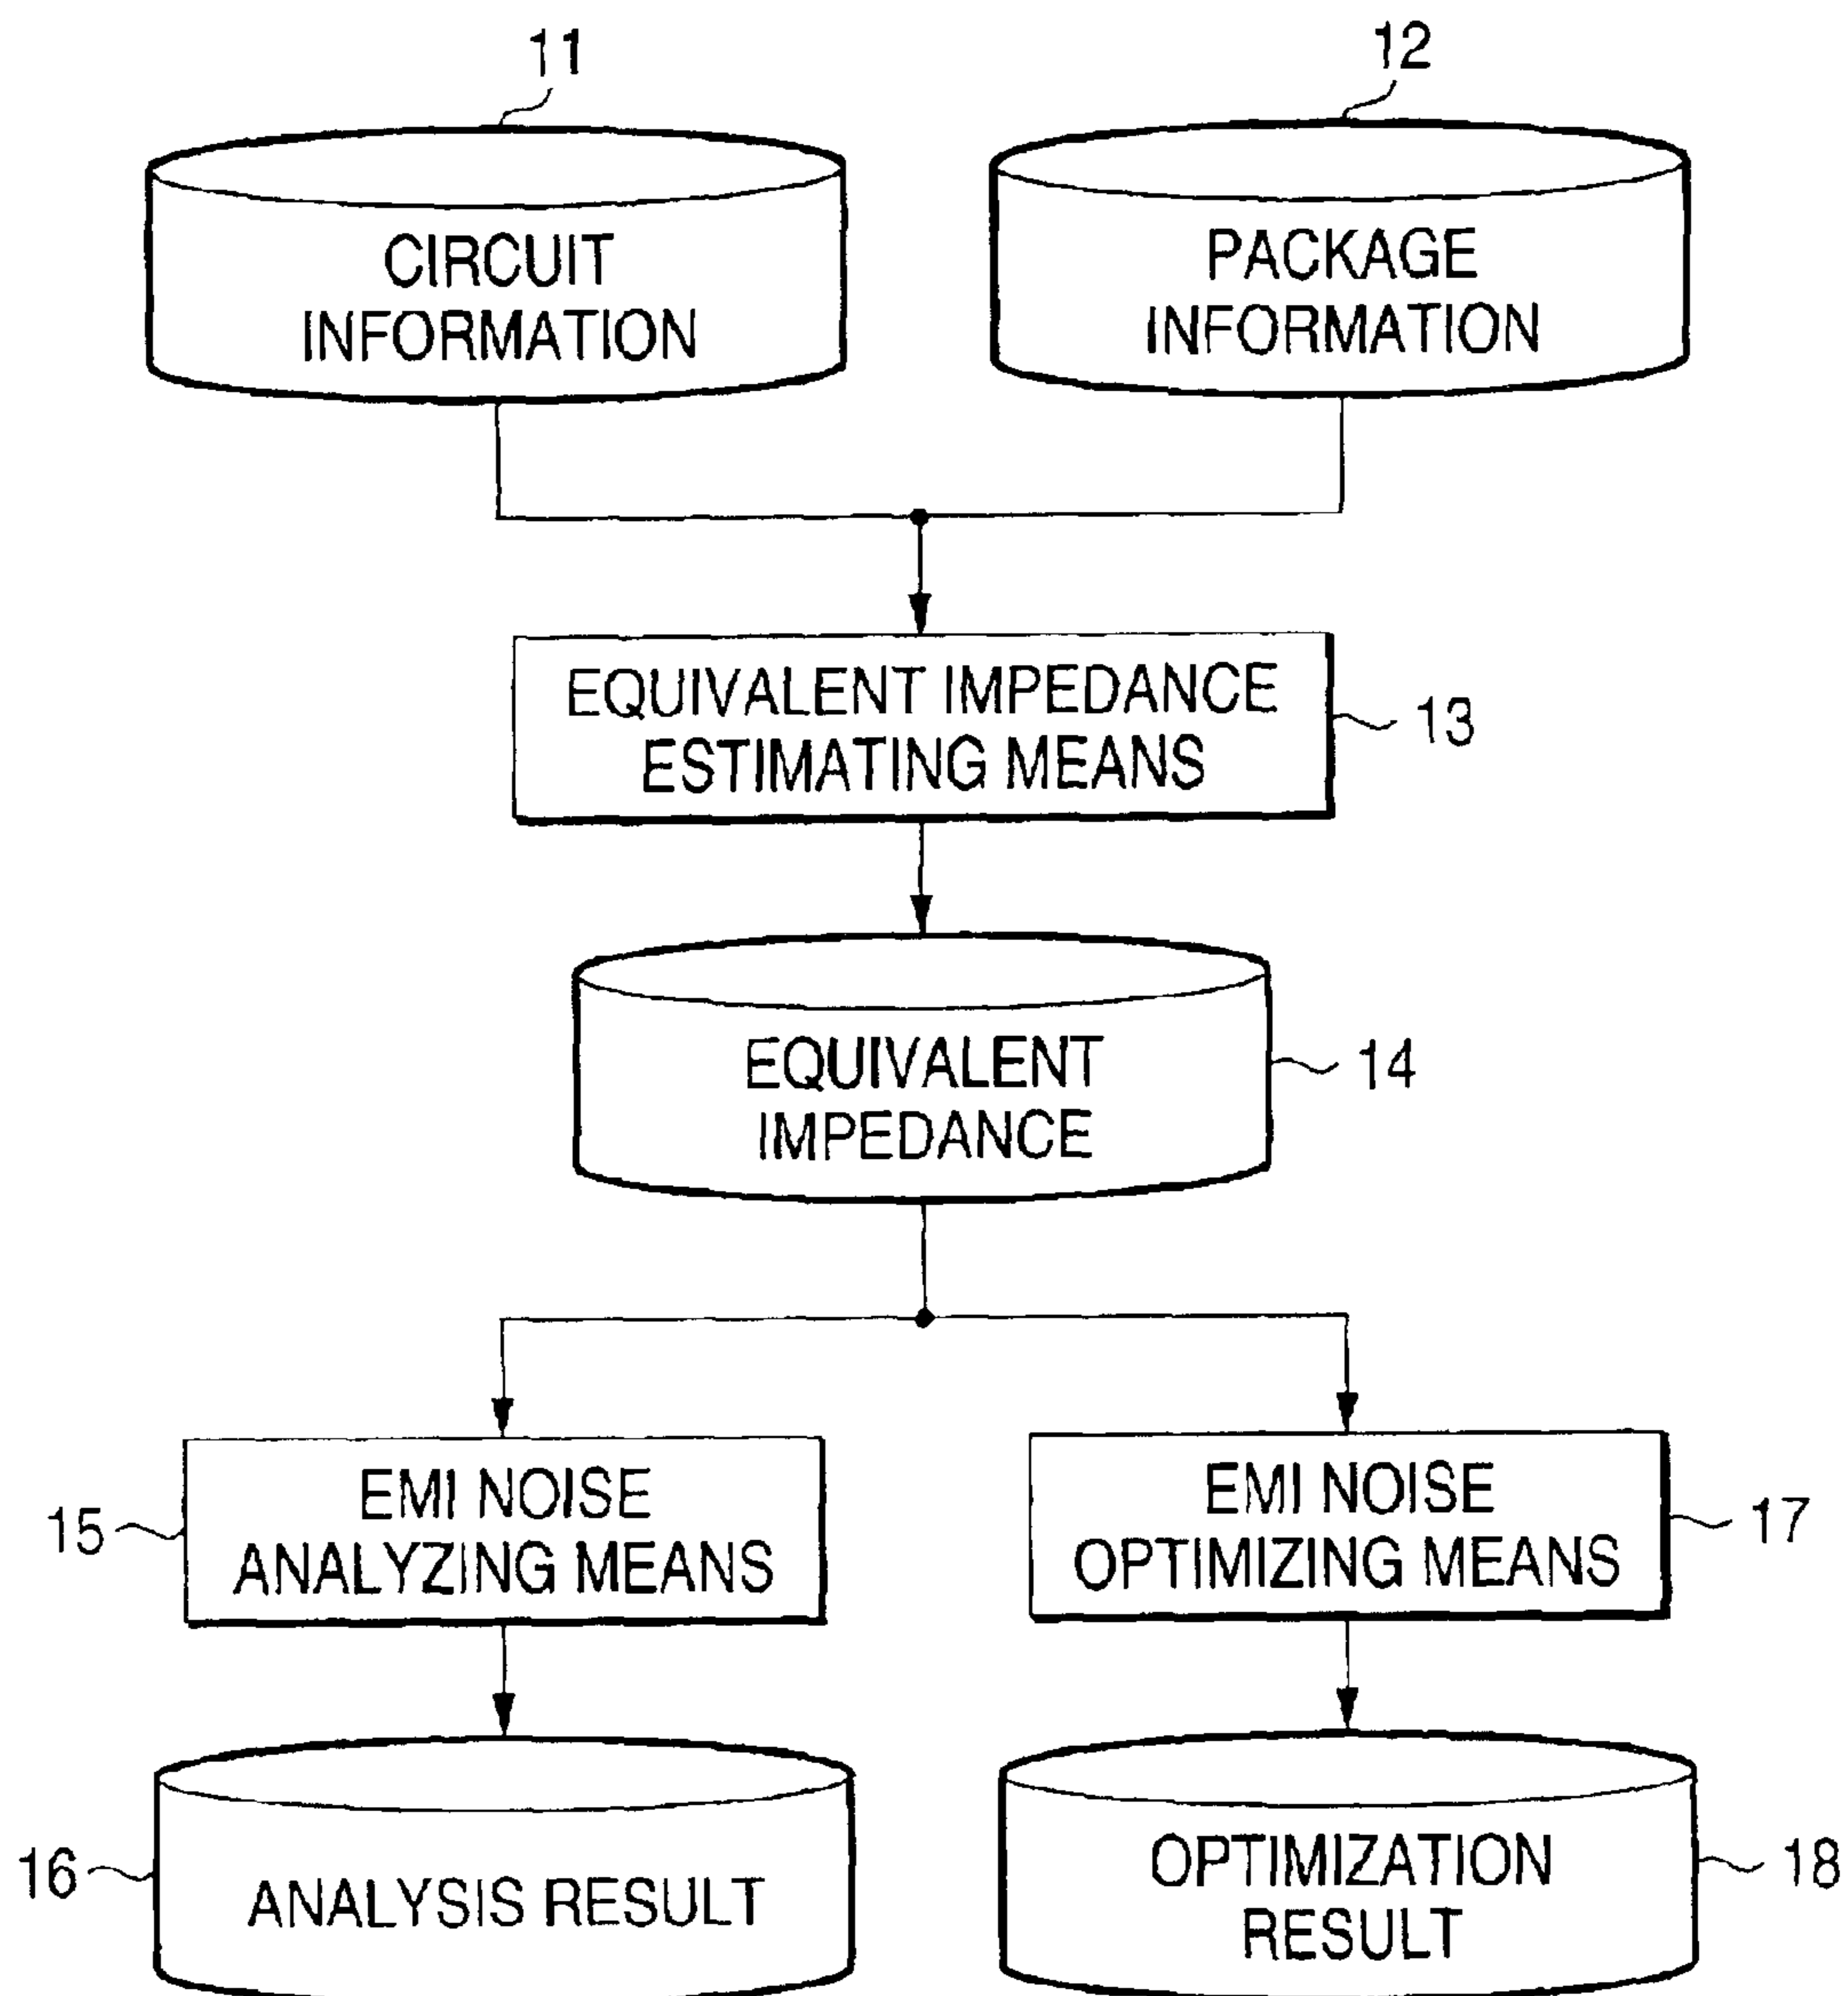 11
12
CIRCUIT
INFORMATION
PACKAGE
INFORMATION
EQUIVALENT IMPEDANCE
ESTIMATING MEANS
13
EQUIVALENT
IMPEDANCE
14
15
EMI NOISE
ANALYZING MEANS
EMI NOISE
OPTIMIZING MEANS
17
16
ANALYSIS RESULT
OPTIMIZATION
RESULT
18